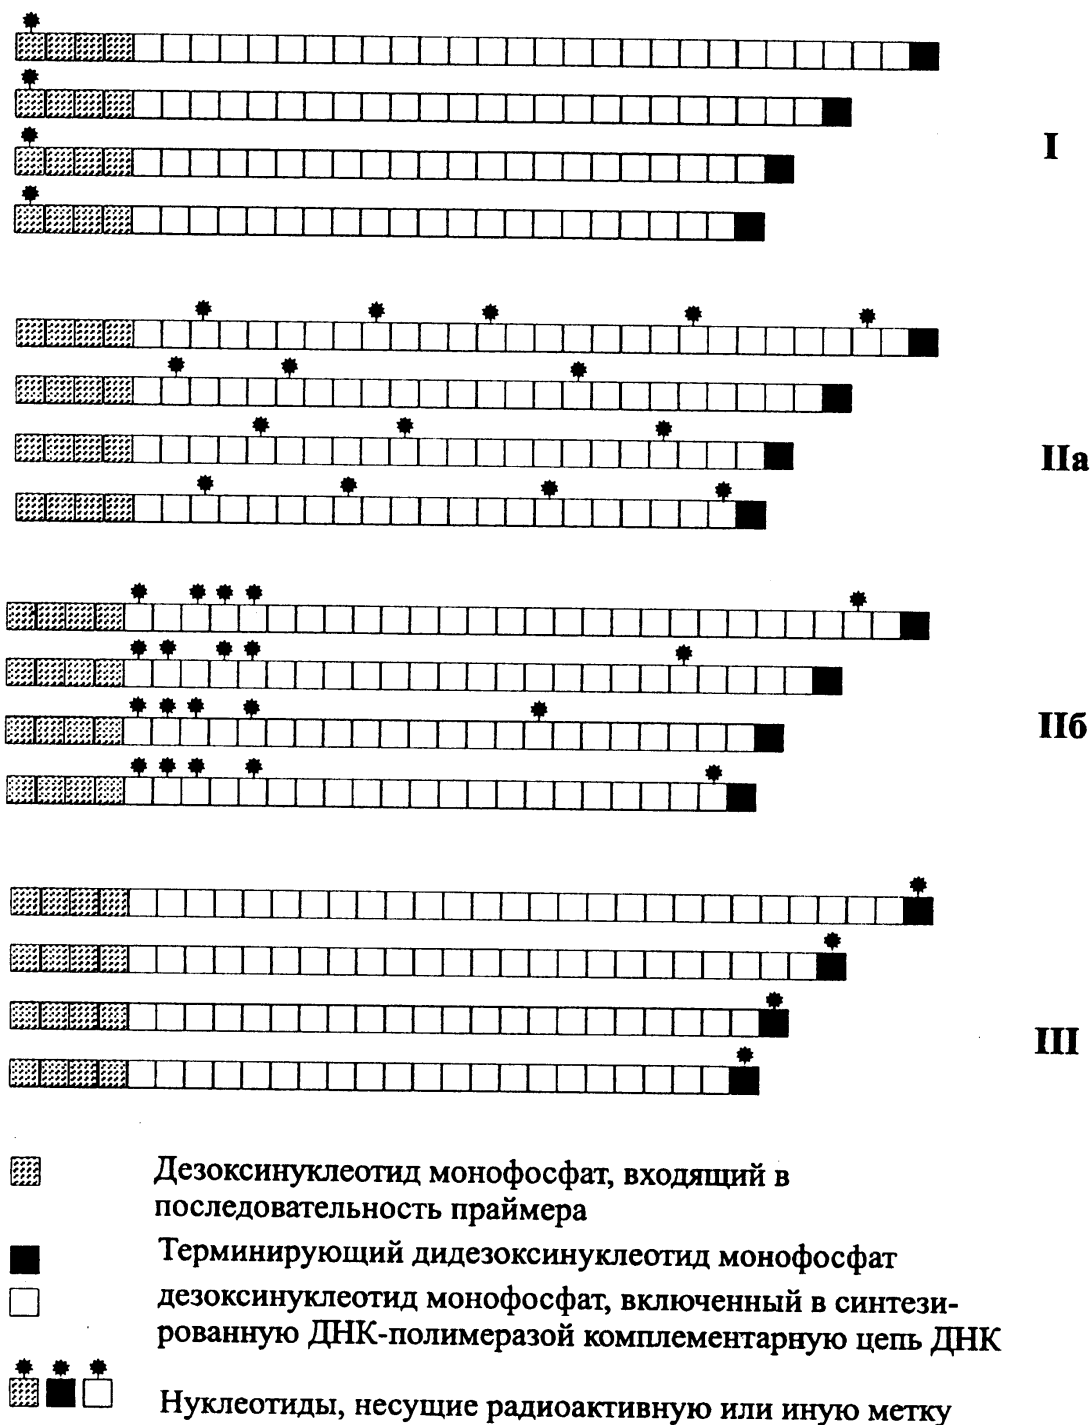 I
IIа
IIб
III
Дезоксинуклеотид монофосфат, входящий в
последовательность праймера
Терминирующий дидезоксинуклеотид монофосфат
дезоксинуклеотид монофосфат, включенный в синтези-
рованную ДНК-полимеразой комплементарную цепь ДНК
Нуклеотиды, несущие радиоактивную или иную метку